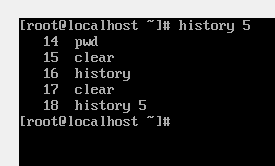 [root@localhost ~]# history 5
   14  pwd
   15  clear
   16  history
   17  clear
   18  history 5
[root@localhost ~]#